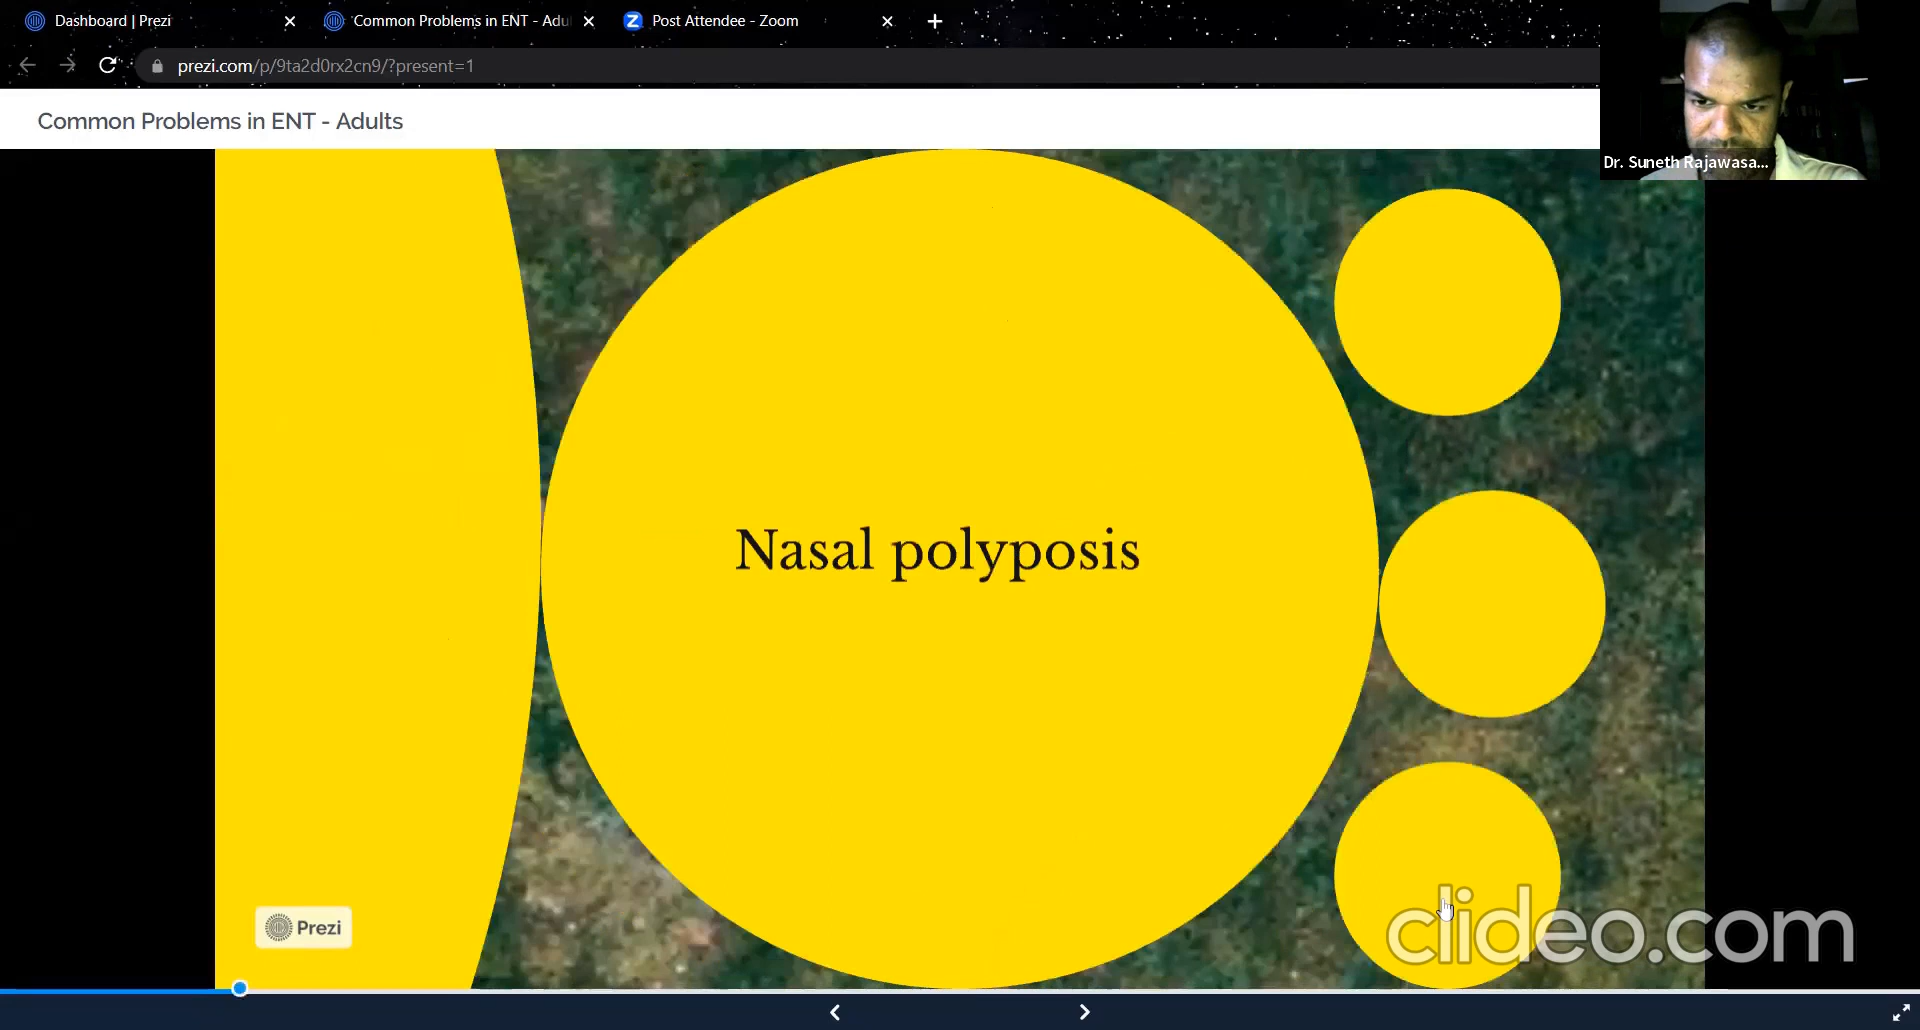 Dashboard | Prezi
Common Problems in ENT - Adu
Post Attendee - Zoom
prezi.com/p/9ta2d0rx2cn9/?present=1
Common Problems in ENT - Adults
Dr. Suneth Rajawasa...
Nasal polyposis
Prezi
clideo.com